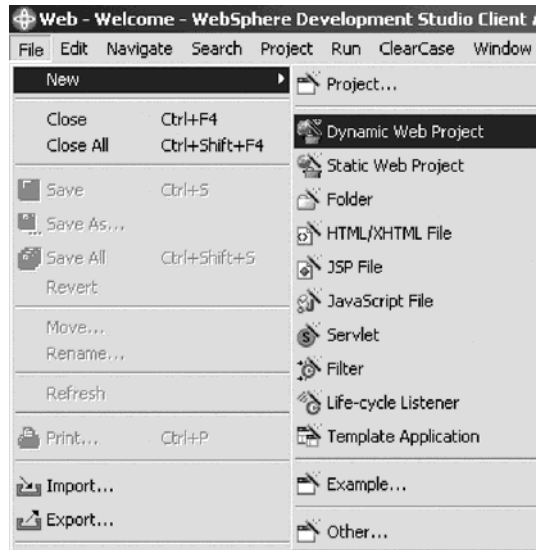 Web - Welcome - WebSphere Development Studio Client
File Edit Navigate Search Project Run ClearCase Window
New
Close Ctrl+F4
Close All Ctrl+Shift+F4
Save Ctrl+S
Save As...
Save All Ctrl+Shift+S
Revert
Move...
Rename...
Refresh
Print... Ctrl+P
Import...
Export...
Project...
Dynamic Web Project
Static Web Project
Folder
HTML/XHTML File
JSP File
JavaScript File
Servlet
Filter
Life-cycle Listener
Template Application
Example...
Other...